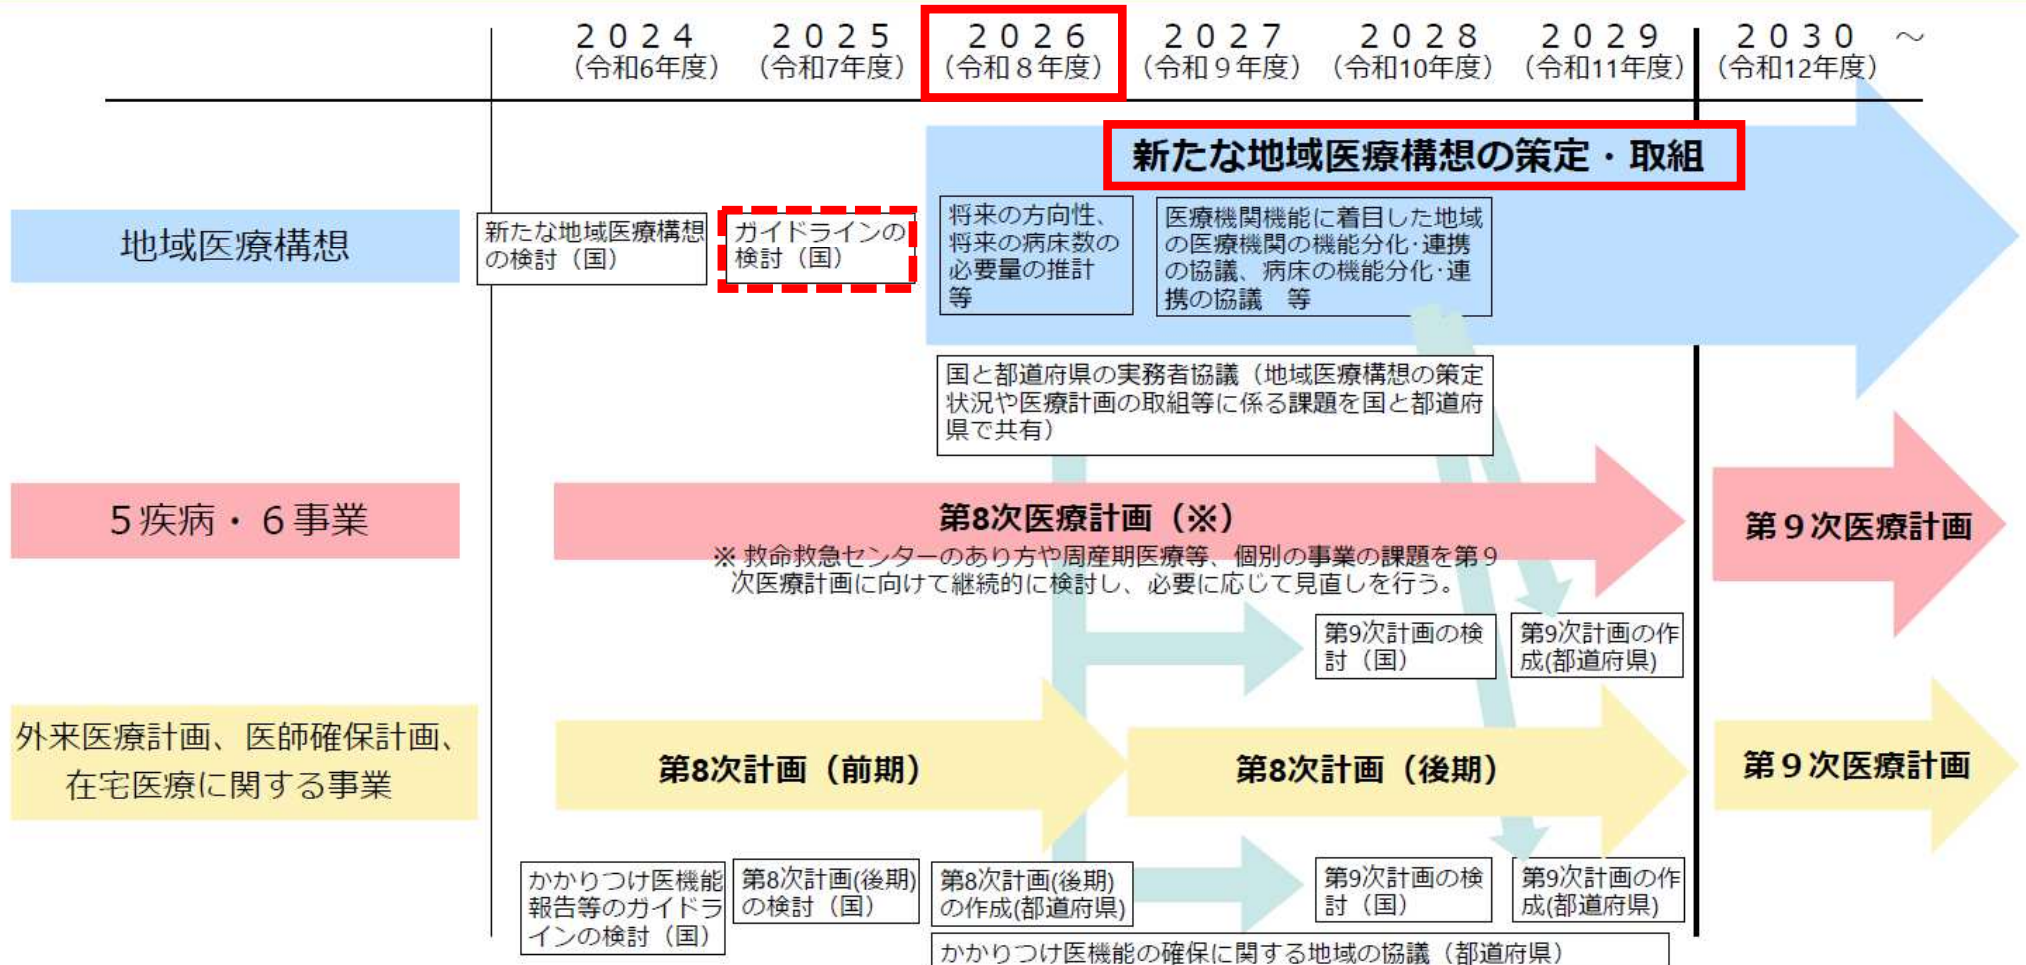 ２０２４
（令和6年度）
２０２５
（令和7年度）
２０２６
（令和８年度）
２０２７
（令和９年度）
２０２８
（令和10年度）
２０２９
（令和11年度）
２０３０　～
（令和12年度）
新たな地域医療構想の策定・取組
地域医療構想
新たな地域医療構想
の検討（国）
ガイドラインの
検討（国）
将来の方向性、
将来の病床数の
必要量の推計
等
医療機関機能に着目した地域
の医療機関の機能分化･連携
の協議、病床の機能分化･連
携の協議　等
国と都道府県の実務者協議（地域医療構想の策定
状況や医療計画の取組等に係る課題を国と都道府
県で共有）
５疾病・６事業
第8次医療計画（※）
※ 救命救急センターのあり方や周産期医療等、個別の事業の課題を第９
次医療計画に向けて継続的に検討し、必要に応じて見直しを行う。
第９次医療計画
第9次計画の検
討（国）
第9次計画の作
成(都道府県)
外来医療計画、医師確保計画、
在宅医療に関する事業
第8次計画（前期）
第8次計画（後期）
第９次医療計画
かかりつけ医機能
報告等のガイドラ
インの検討（国）
第8次計画(後期)
の検討（国）
第8次計画(後期)
の作成(都道府県)
第9次計画の検
討（国）
第9次計画の作
成(都道府県)
かかりつけ医機能の確保に関する地域の協議（都道府県）